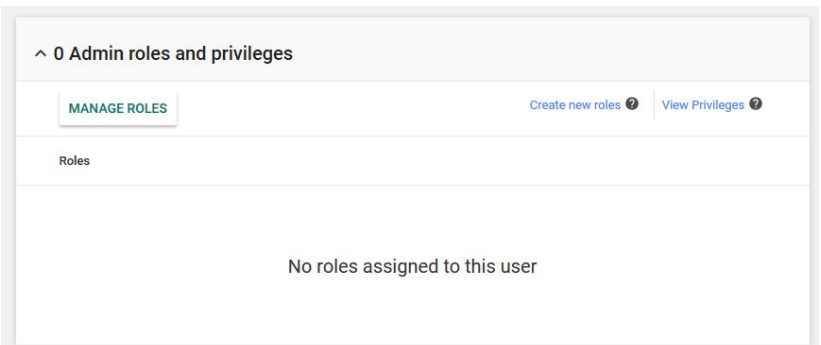 0 Admin roles and privileges
MANAGE ROLES
Create new roles
View Privileges
Roles
No roles assigned to this user